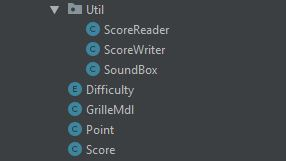 Util
C ScoreReader
C ScoreWriter
C SoundBox
E Difficulty
C GrilleMdl
C Point
C Score